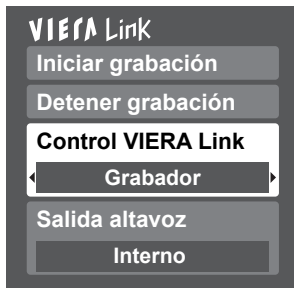 VIERA Link
Iniciar grabación
Detener grabación
Control VIERA Link
Grabador
Salida altavoz
Interno